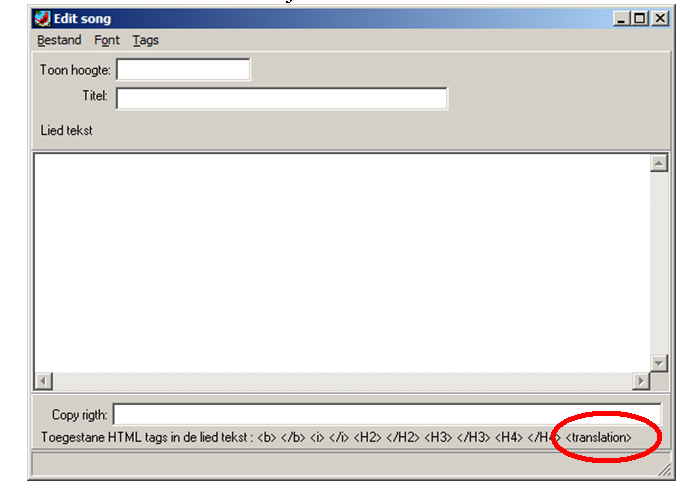 Edit song
Bestand Font Tags
Toon hoogte:
Titel:
Lied tekst
Copy rigth:
Toegestane HTML tags in de lied tekst : <b> </b> <i> </i> <H2> </H2> <H3> </H3> <H4> </H4> <translation>